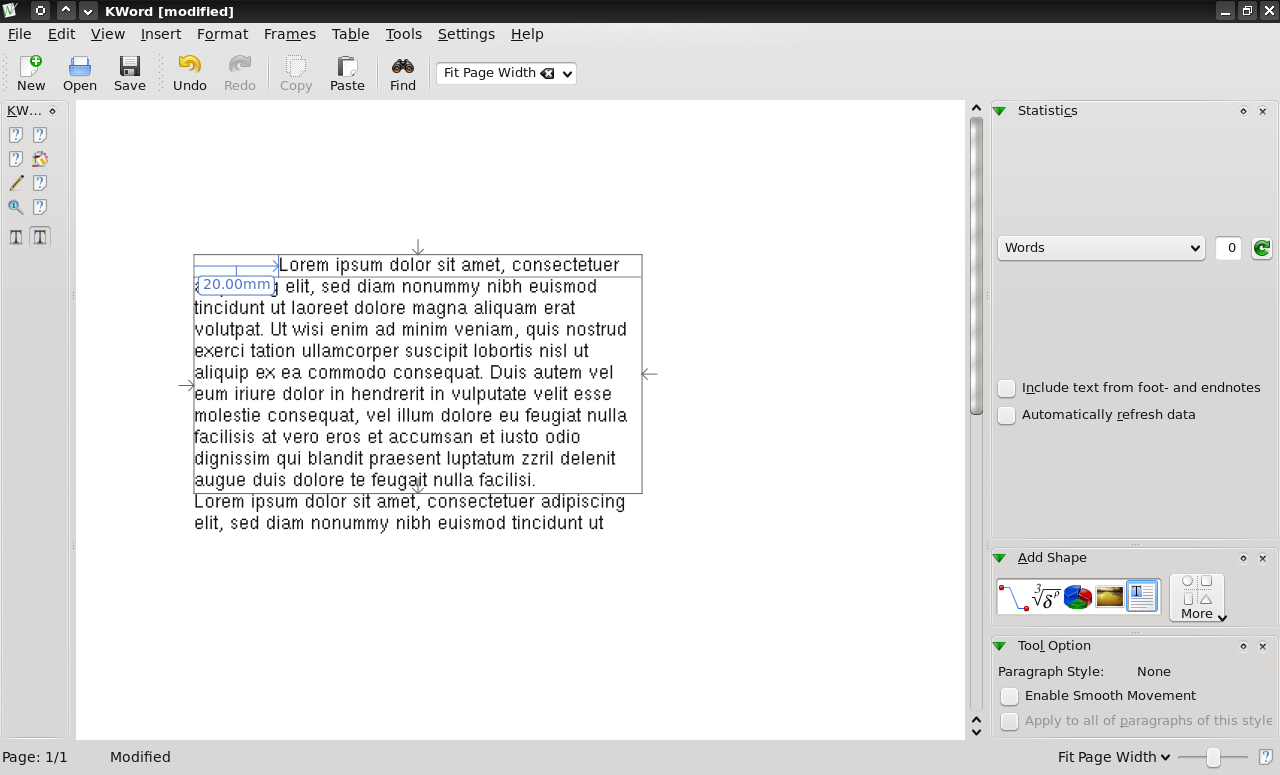 KWord [modified]
File Edit View Insert Format Frames Table Tools Settings Help
New Open Save Undo Redo Copy Paste Find Fit Page Width
KW...
Lorem ipsum dolor sit amet, consectetuer
20.00mm
elit, sed diam nonummy nibh euismod
tincidunt ut laoreet dolore magna aliquam erat
volutpat. Ut wisi enim ad minim veniam, quis nostrud
exerci tation ullamcorper suscipit lobortis nisl ut
aliquip ex ea commodo consequat. Duis autem vel
eum iriure dolor in hendrerit in vulputate velit esse
molestie consequat, vel illum dolore eu feugiat nulla
facilisis at vero eros et accumsan et iusto odio
dignissim qui blandit praesent luptatum zzril delenit
augue duis dolore te feugait nulla facilisi.
Lorem ipsum dolor sit amet, consectetuer adipiscing
elit, sed diam nonummy nibh euismod tincidunt ut
Statistics
Words 0
Include text from foot- and endnotes
Automatically refresh data
Add Shape
More
Tool Option
Paragraph Style: None
Enable Smooth Movement
Apply to all of paragraphs of this style
Page: 1/1 Modified Fit Page Width